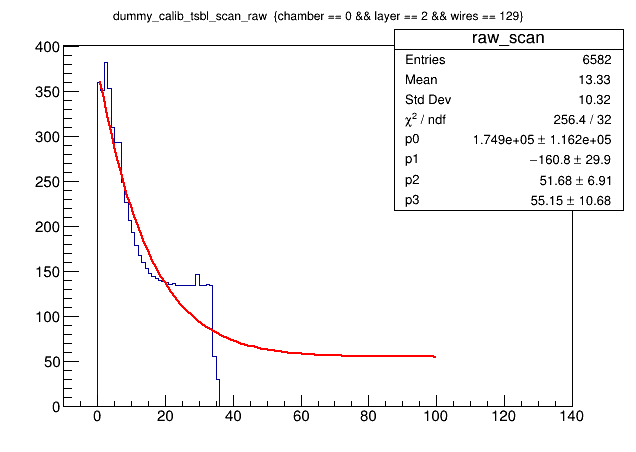 dummy_calib_tsbl_scan_raw {chamber == 0 && layer == 2 && wires == 129}
raw_scan
Entries 6582
Mean 13.33
Std Dev 10.32
χ² / ndf 256.4 / 32
p0 1.749e+05 ± 1.162e+05
p1 −160.8 ± 29.9
p2 51.68 ± 6.91
p3 55.15 ± 10.68
400
350
300
250
200
150
100
50
0
0 20 40 60 80 100 120 140